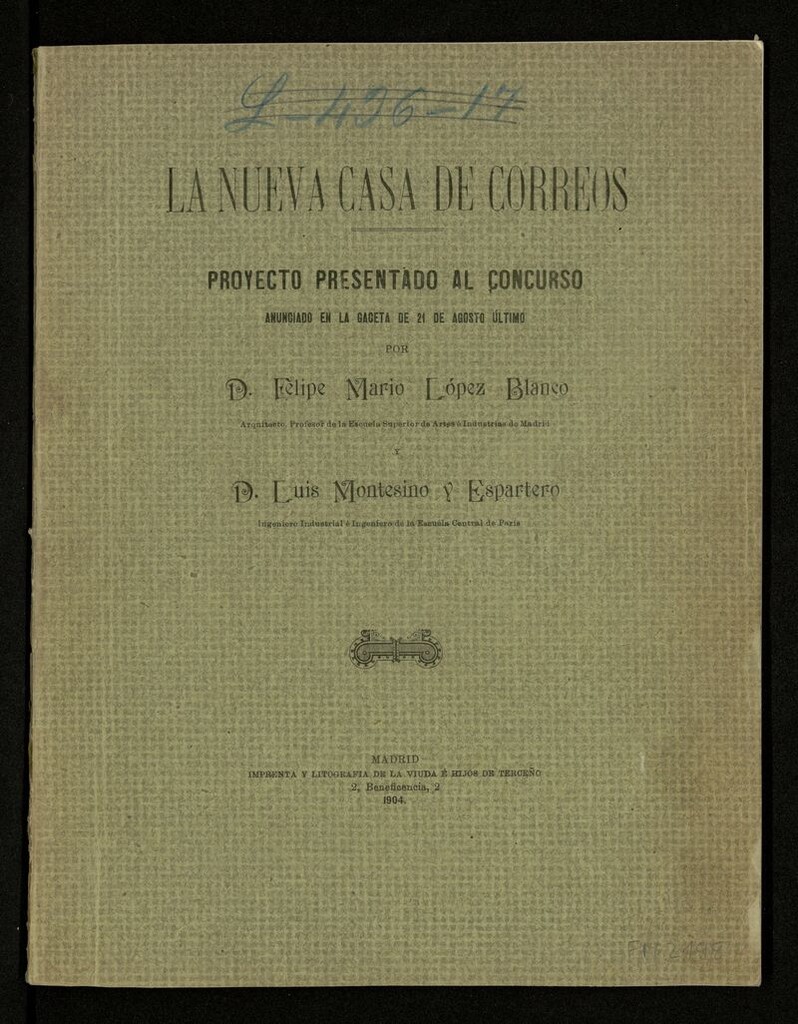 L-496-17
LA NUEVA CASA DE CORREOS
PROYECTO PRESENTADO AL CONCURSO
ANUNCIADO EN LA GACETA DE 21 DE AGOSTO ÚLTIMO
POR
D. Felipe Mario López Blanco
Arquitecto, Profesor de la Escuela Superior de Artes é Industrias de Madrid
Y
D. Luis Montesino y Espartero
Ingeniero Industrial é Ingeniero de la Escuela Central de Paris
MADRID
IMPRENTA Y LITOGRAFÍA DE LA VIUDA É HIJOS DE TERCEÑO
2, Beneficencia, 2
1904.